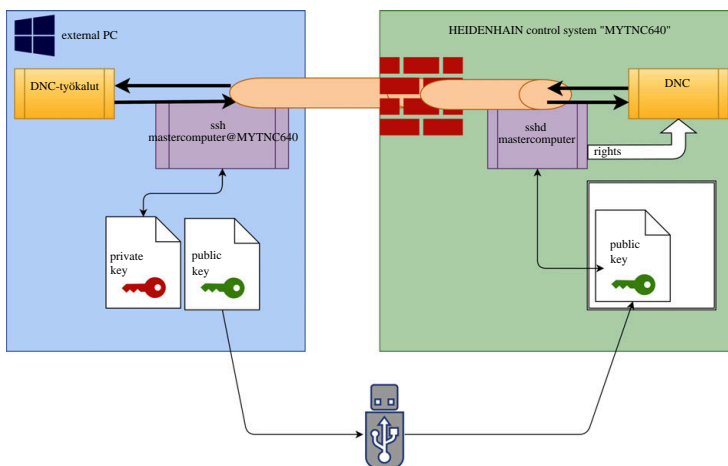 external PC
HEIDENHAIN control system "MYTNC640"
DNC-työkalut
DNC
ssh
mastercomputer@MYTNC640
sshd
mastercomputer
rights
private
key
public
key
public
key